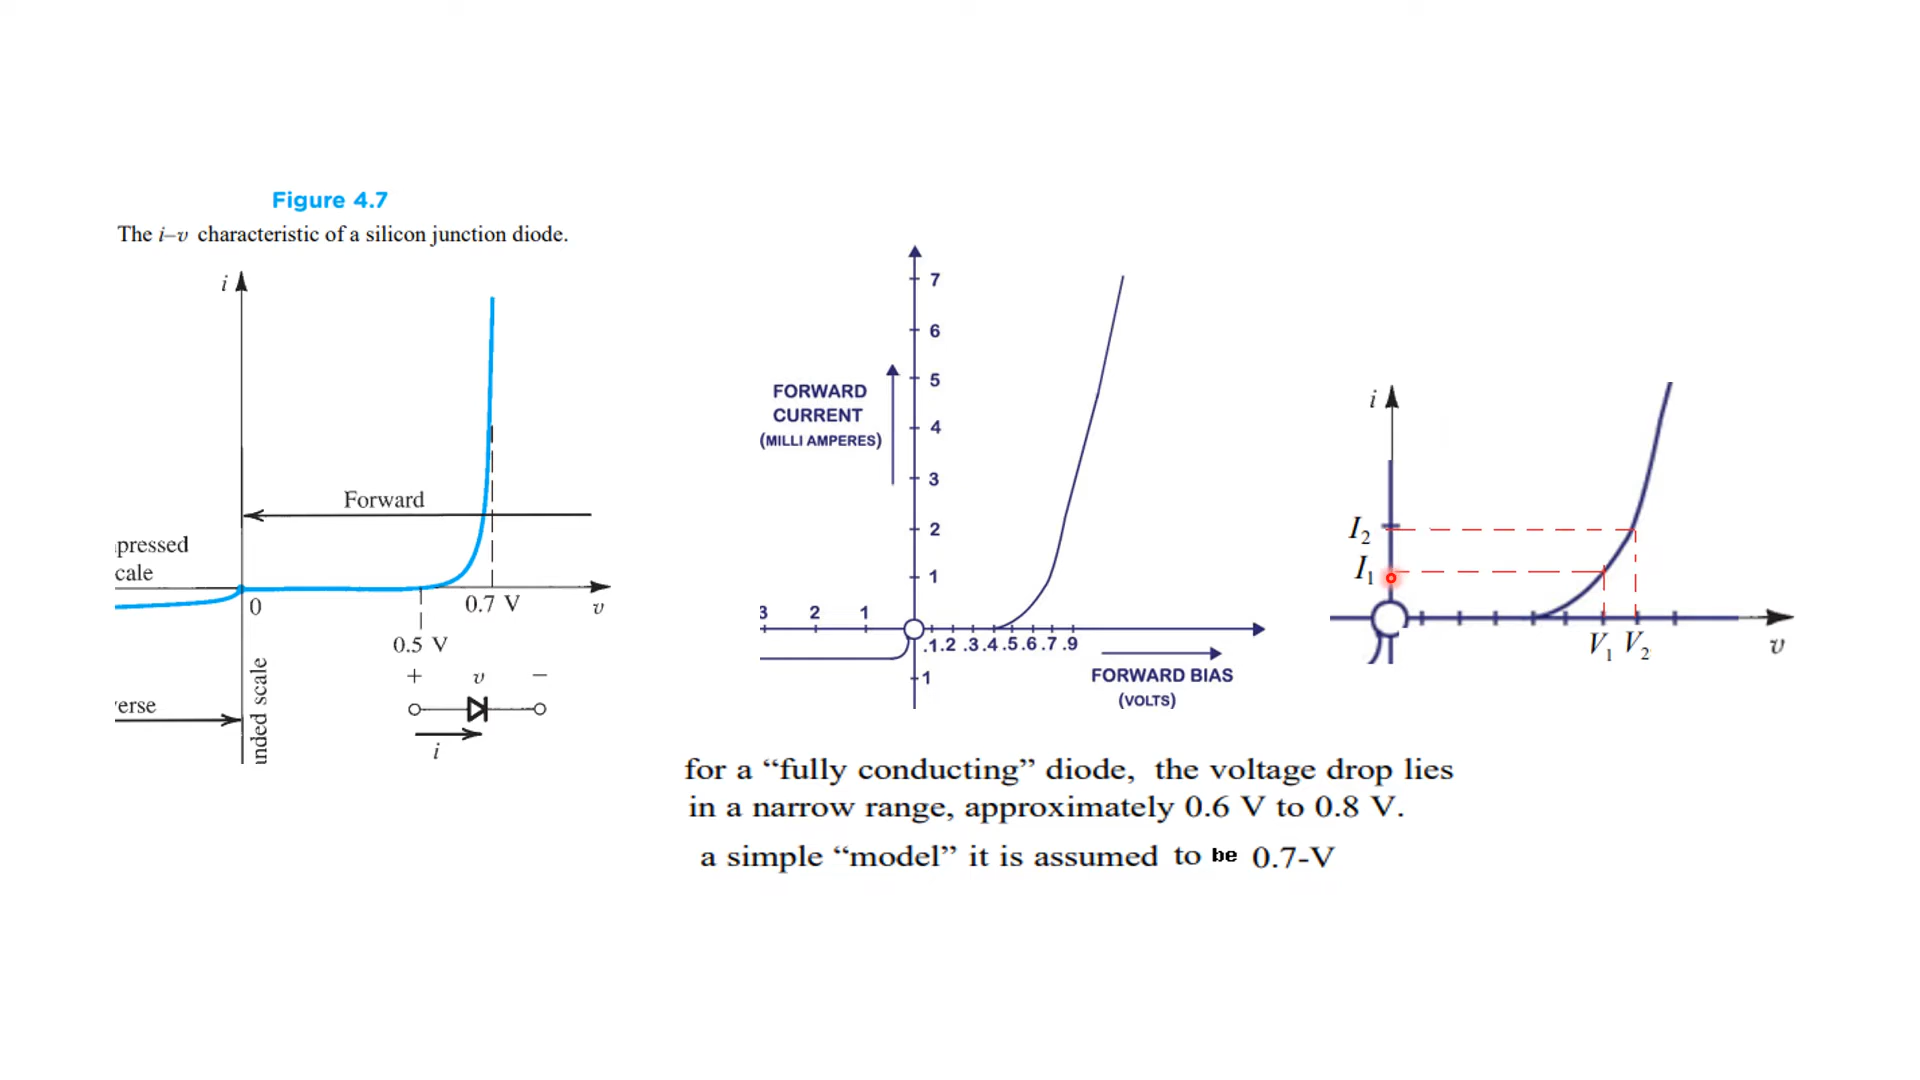 Figure 4.7
The i–v characteristic of a silicon junction diode.
i
Forward
pressed
cale
0
0.7 V
v
0.5 V
erse
nded scale
+ v −
i
7
6
5
4
3
2
1
FORWARD
CURRENT
(MILLI AMPERES)
3 2 1
.1.2 .3.4.5.6.7.9
1
FORWARD BIAS
(VOLTS)
i
I2
I1
V1 V2
v
for a “fully conducting” diode, the voltage drop lies
in a narrow range, approximately 0.6 V to 0.8 V.
a simple “model” it is assumed to be 0.7-V